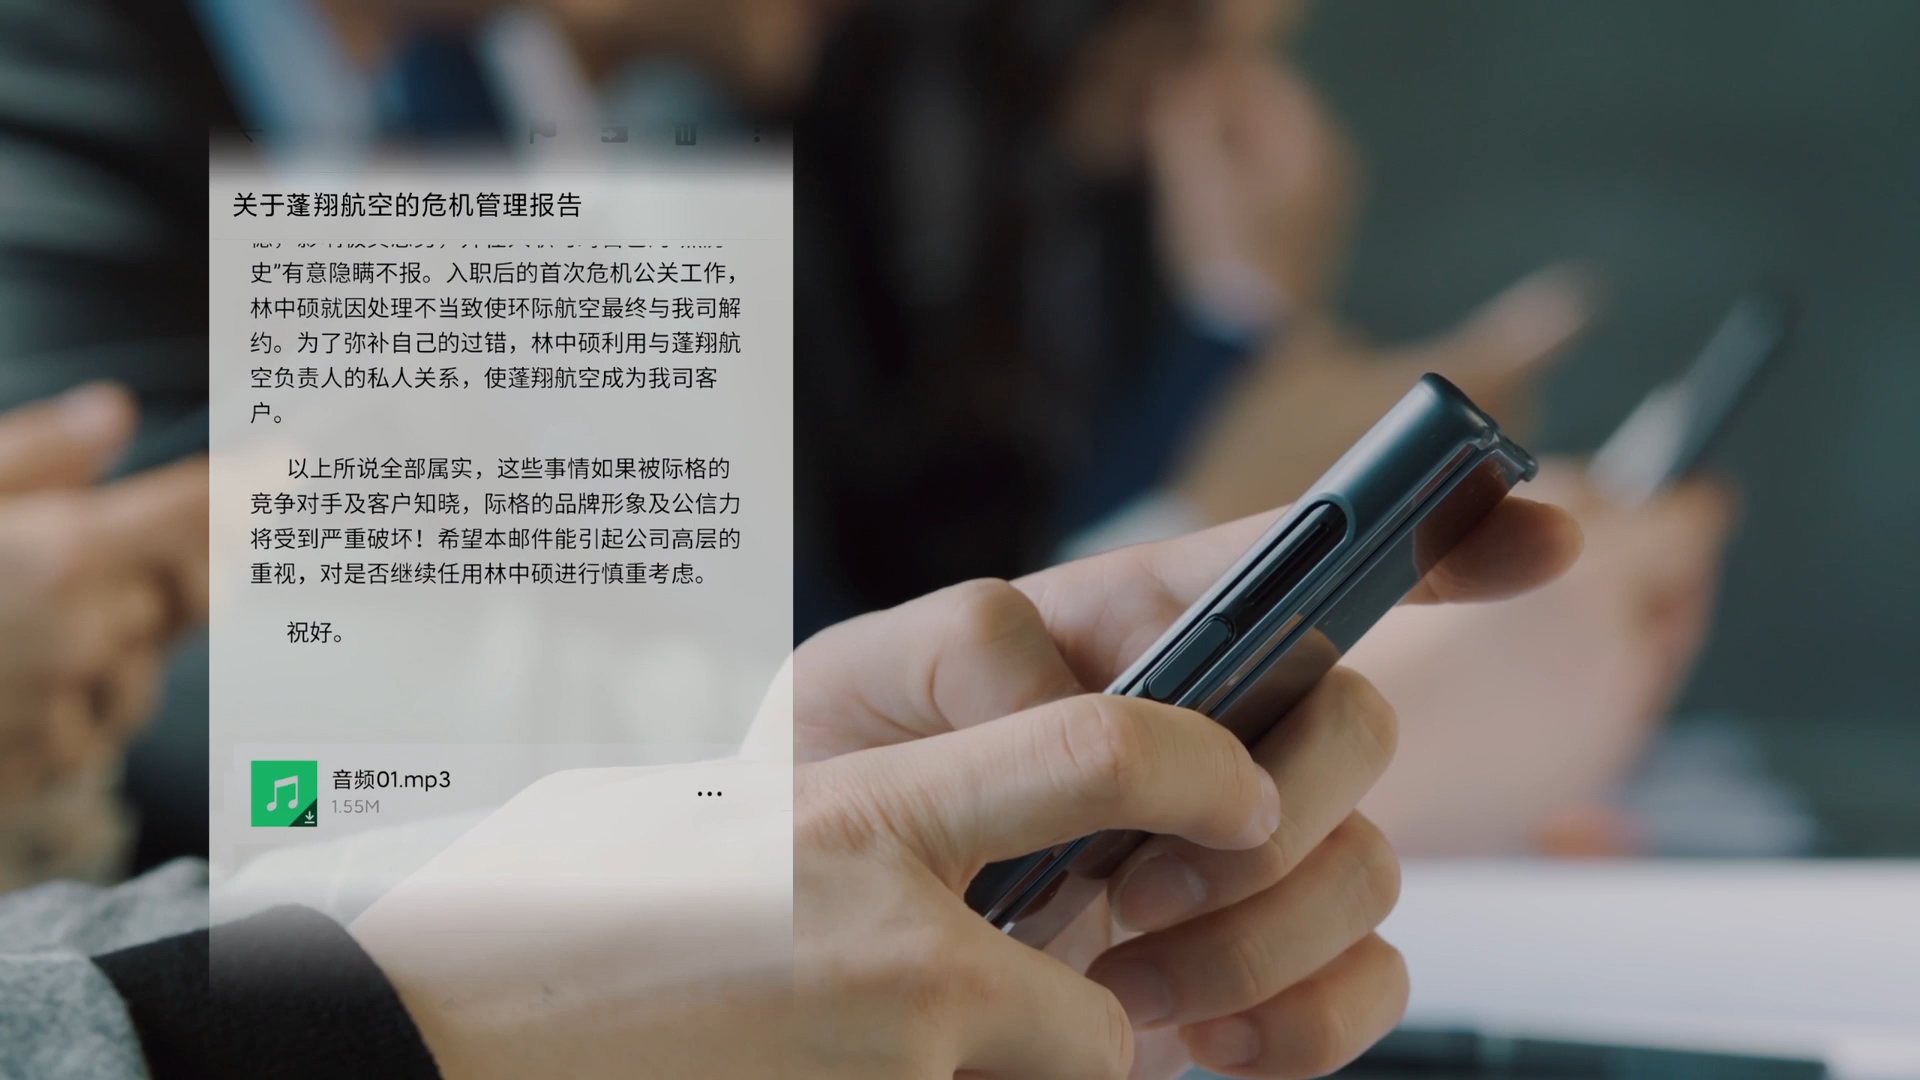 关于蓬翔航空的危机管理报告
史”有意隐瞒不报。入职后的首次危机公关工作，
林中硕就因处理不当致使环际航空最终与我司解
约。为了弥补自己的过错，林中硕利用与蓬翔航
空负责人的私人关系，使蓬翔航空成为我司客
户。
以上所说全部属实，这些事情如果被际格的
竞争对手及客户知晓，际格的品牌形象及公信力
将受到严重破坏！希望本邮件能引起公司高层的
重视，对是否继续任用林中硕进行慎重考虑。
祝好。
音频01.mp3
1.55M